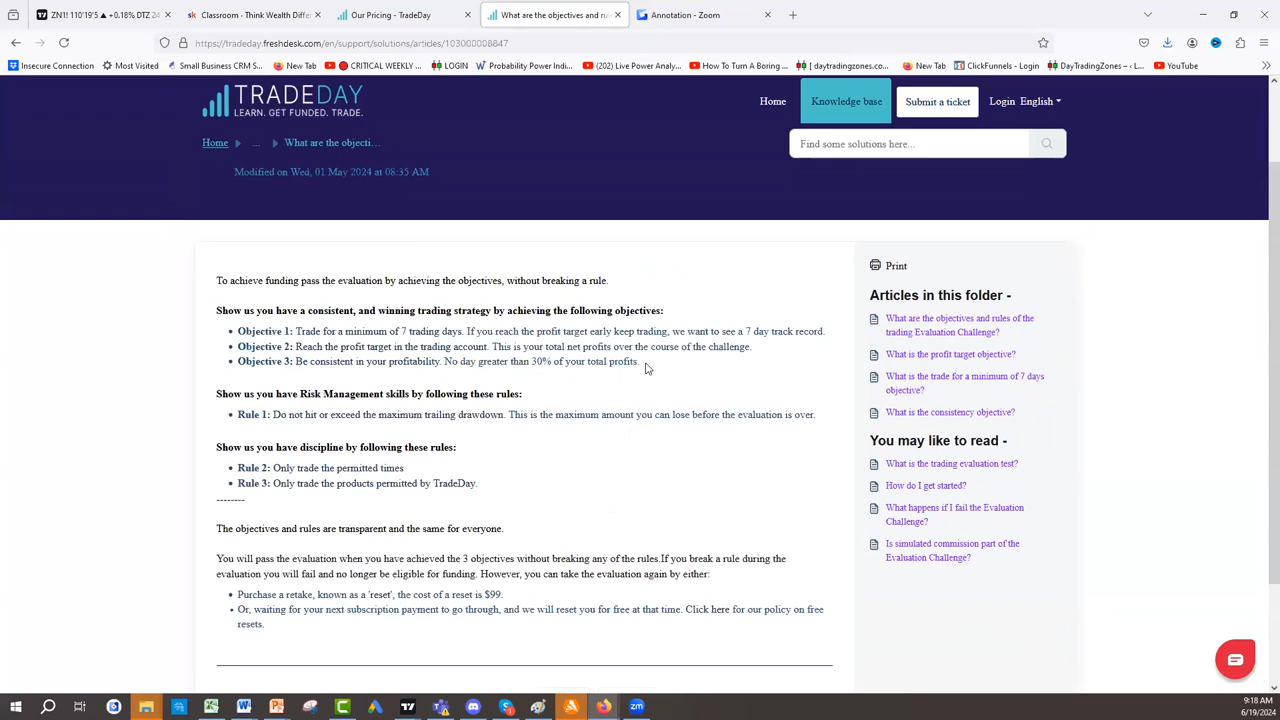 ZN1! 110'19'5 ▲ +0.18% DTZ 24
Classroom - Think Wealth Differ
Our Pricing - TradeDay
What are the objectives and rul
Annotation - Zoom
https://tradeday.freshdesk.com/en/support/solutions/articles/103000008847
Insecure Connection
Most Visited
Small Business CRM S...
New Tab
CRITICAL WEEKLY ...
LOGIN
Probability Power Indi...
(202) Live Power Analy...
How To Turn A Boring ...
[ daytradingzones.co...
New Tab
ClickFunnels - Login
DayTradingZones – ‹ L...
YouTube
TRADEDAY
LEARN. GET FUNDED. TRADE.
Home
Knowledge base
Submit a ticket
Login
English
Home
...
What are the objecti...
Find some solutions here...
Modified on Wed, 01 May 2024 at 08:35 AM
To achieve funding pass the evaluation by achieving the objectives, without breaking a rule.
Show us you have a consistent, and winning trading strategy by achieving the following objectives:
• Objective 1: Trade for a minimum of 7 trading days. If you reach the profit target early keep trading, we want to see a 7 day track record.
• Objective 2: Reach the profit target in the trading account. This is your total net profits over the course of the challenge.
• Objective 3: Be consistent in your profitability. No day greater than 30% of your total profits.
Show us you have Risk Management skills by following these rules:
• Rule 1: Do not hit or exceed the maximum trailing drawdown. This is the maximum amount you can lose before the evaluation is over.
Show us you have discipline by following these rules:
• Rule 2: Only trade the permitted times
• Rule 3: Only trade the products permitted by TradeDay.
--------
The objectives and rules are transparent and the same for everyone.
You will pass the evaluation when you have achieved the 3 objectives without breaking any of the rules.If you break a rule during the
evaluation you will fail and no longer be eligible for funding. However, you can take the evaluation again by either:
• Purchase a retake, known as a 'reset', the cost of a reset is $99.
• Or, waiting for your next subscription payment to go through, and we will reset you for free at that time. Click here for our policy on free
resets.
Print
Articles in this folder -
What are the objectives and rules of the
trading Evaluation Challenge?
What is the profit target objective?
What is the trade for a minimum of 7 days
objective?
What is the consistency objective?
You may like to read -
What is the trading evaluation test?
How do I get started?
What happens if I fail the Evaluation
Challenge?
Is simulated commission part of the
Evaluation Challenge?
9:18 AM
6/19/2024